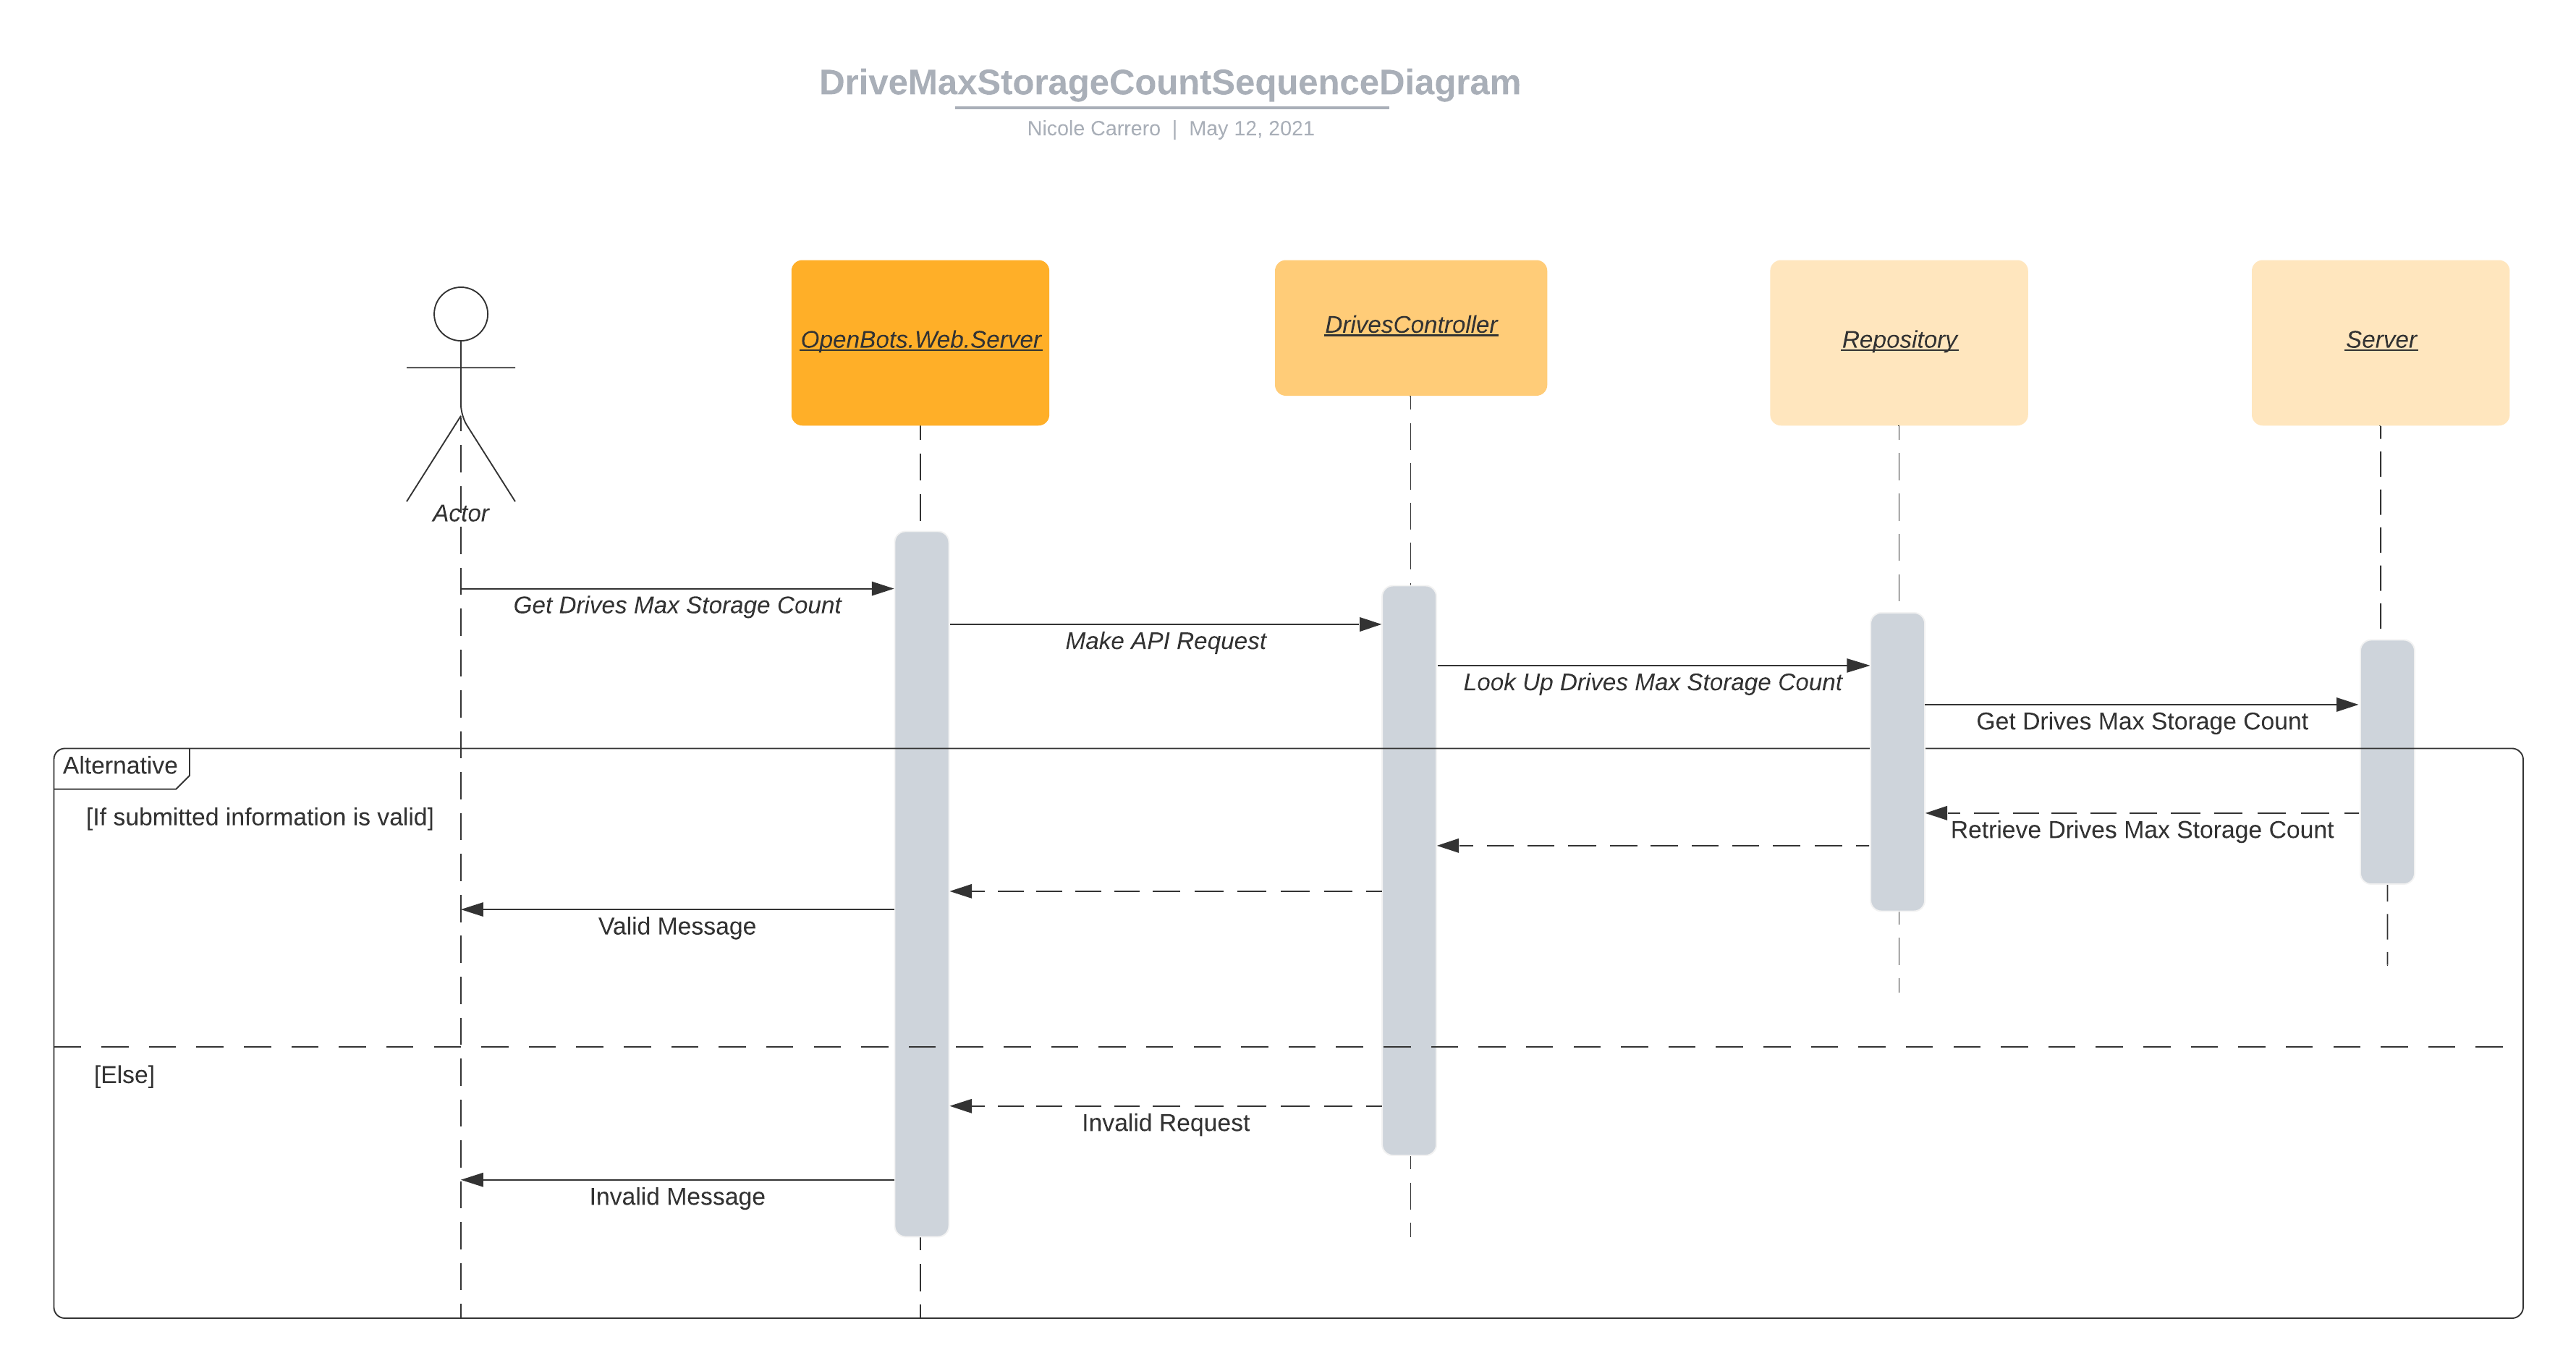 DriveMaxStorageCountSequenceDiagram
Nicole Carrero | May 12, 2021
OpenBots.Web.Server
DrivesController
Repository
Server
Actor
Get Drives Max Storage Count
Make API Request
Look Up Drives Max Storage Count
Get Drives Max Storage Count
Alternative
[If submitted information is valid]
Retrieve Drives Max Storage Count
Valid Message
[Else]
Invalid Request
Invalid Message